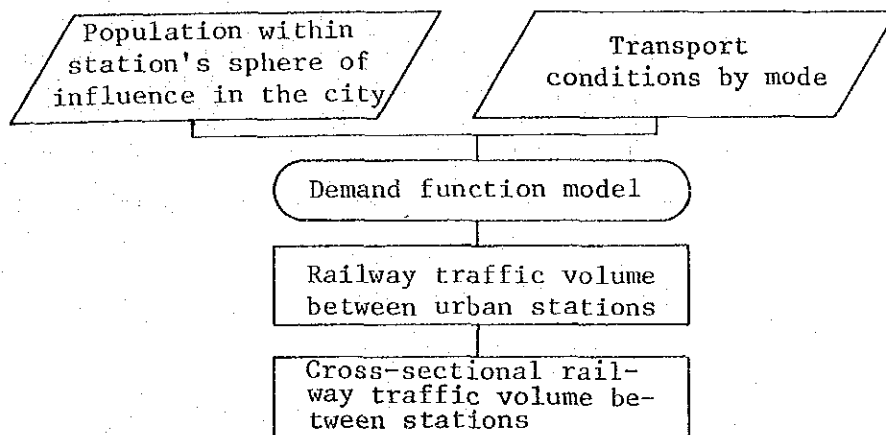 Population within
station's sphere of
influence in the city
Transport
conditions by mode
Demand function model
Railway traffic volume
between urban stations
Cross-sectional rail-
way traffic volume be-
tween stations